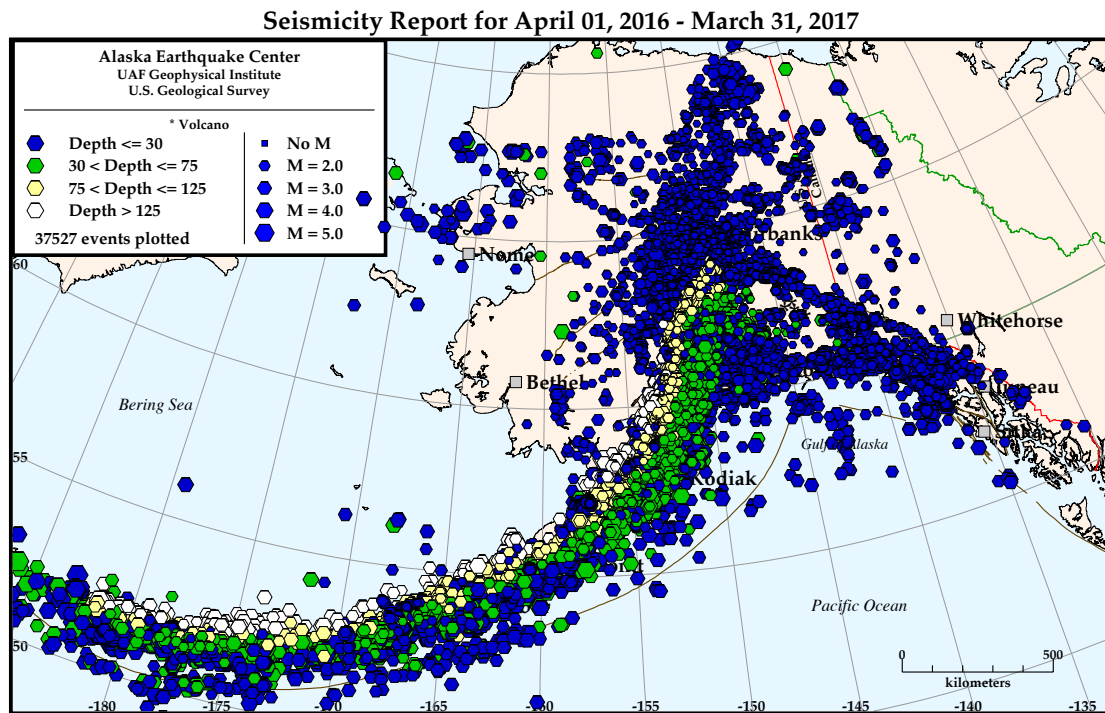 Seismicity Report for April 01, 2016 - March 31, 2017
Alaska Earthquake Center
UAF Geophysical Institute
U.S. Geological Survey
* Volcano
Depth <= 30
30 < Depth <= 75
75 < Depth <= 125
Depth > 125
37527 events plotted
No M
M = 2.0
M = 3.0
M = 4.0
M = 5.0
Nome
Whitehorse
Bethel
Kodiak
Bering Sea
Pacific Ocean
0 500
kilometers
60
55
50
-180
-175
-170
-165
-160
-155
-150
-145
-140
-135